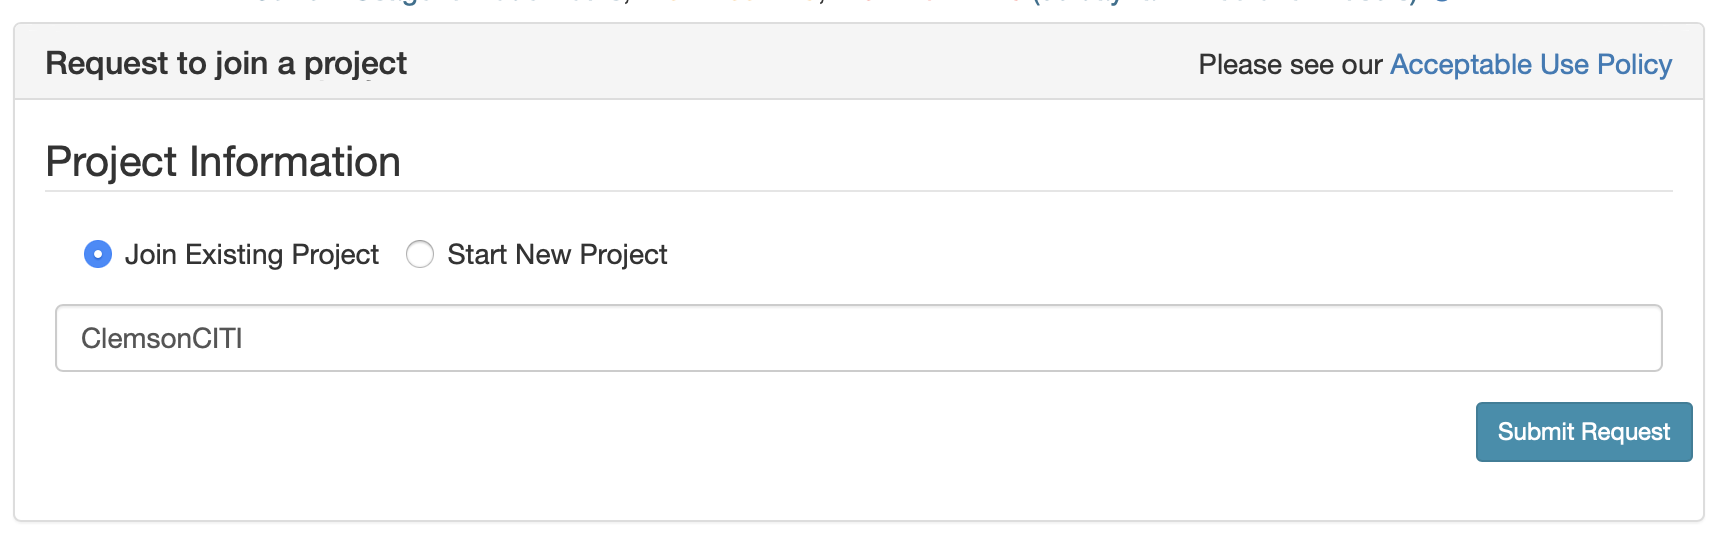 Request to join a project
Please see our Acceptable Use Policy
Project Information
Join Existing Project
Start New Project
ClemsonCITI
Submit Request